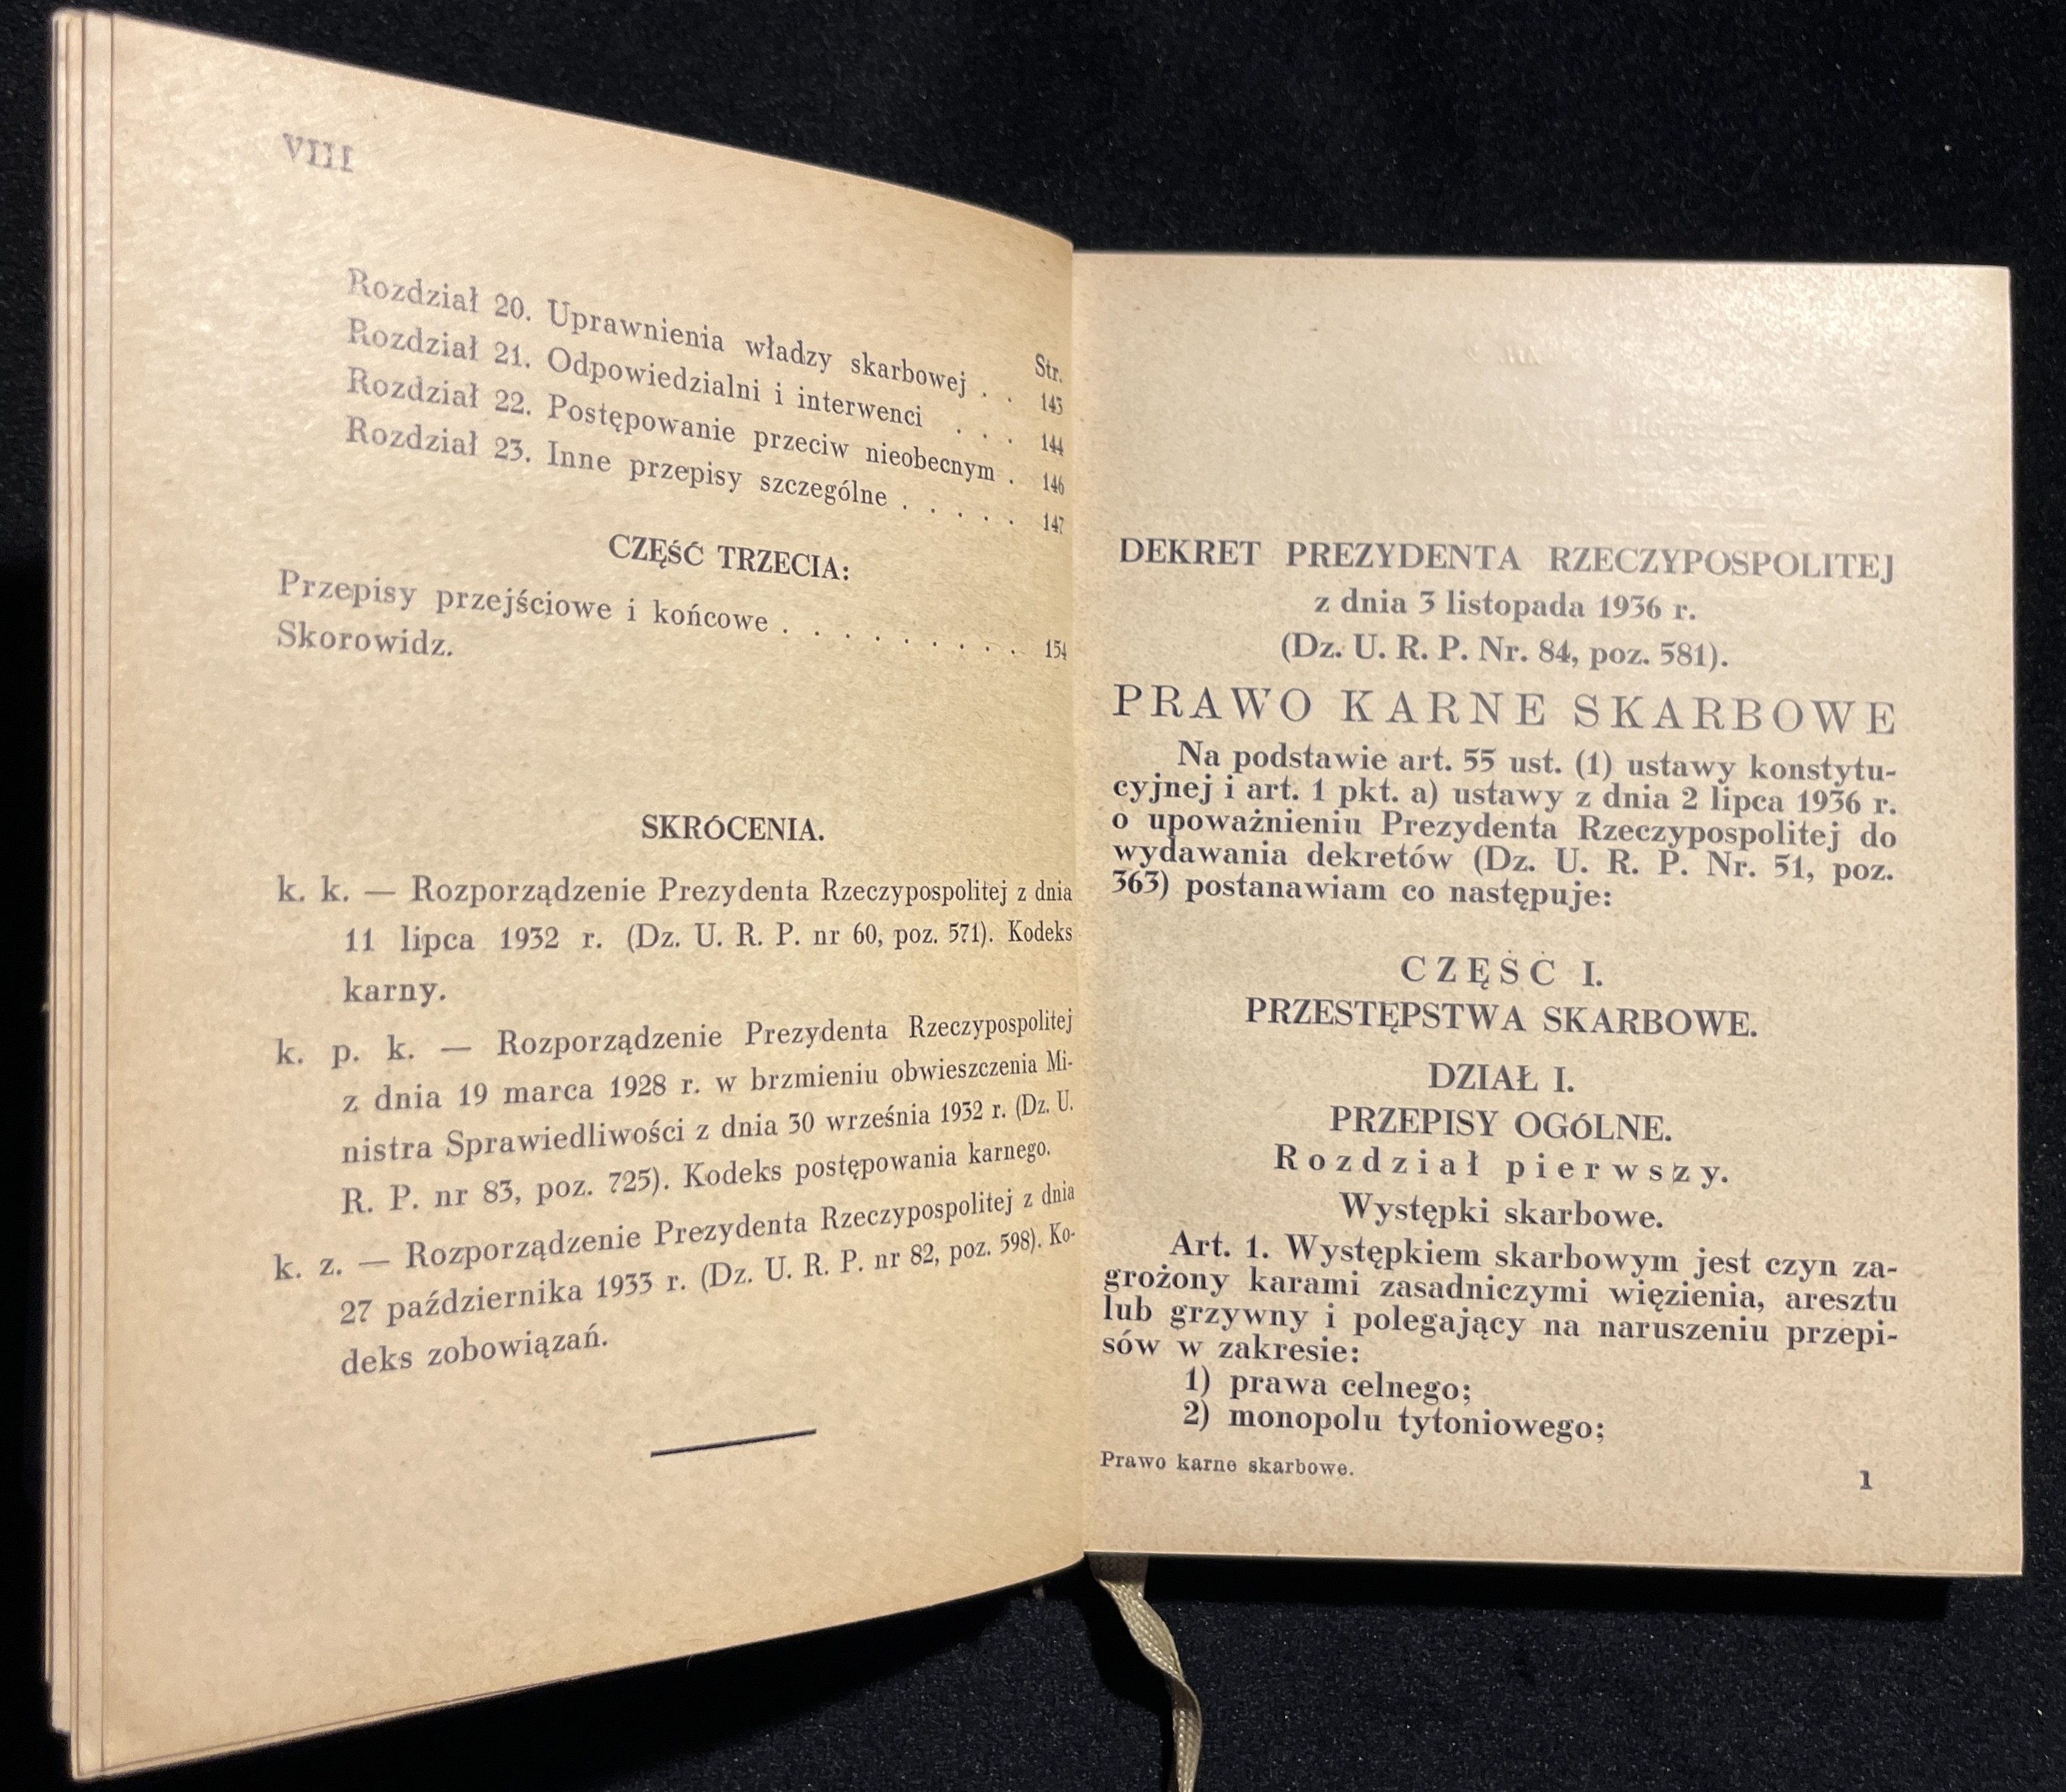 VIII
Str.
Rozdział 20. Uprawnienia władzy skarbowej . . 143
Rozdział 21. Odpowiedzialni i interwenci . . . 144
Rozdział 22. Postępowanie przeciw nieobecnym . 146
Rozdział 23. Inne przepisy szczególne . . . . . 147
CZĘŚĆ TRZECIA:
Przepisy przejściowe i końcowe . . . . . . . . 154
Skorowidz.
SKRÓCENIA.
k. k. — Rozporządzenie Prezydenta Rzeczypospolitej z dnia
11 lipca 1932 r. (Dz. U. R. P. nr 60, poz. 571). Kodeks
karny.
k. p. k. — Rozporządzenie Prezydenta Rzeczypospolitej
z dnia 19 marca 1928 r. w brzmieniu obwieszczenia Mi-
nistra Sprawiedliwości z dnia 30 września 1932 r. (Dz. U.
R. P. nr 83, poz. 725). Kodeks postępowania karnego.
k. z. — Rozporządzenie Prezydenta Rzeczypospolitej z dnia
27 października 1933 r. (Dz. U. R. P. nr 82, poz. 598). Ko-
deks zobowiązań.
DEKRET PREZYDENTA RZECZYPOSPOLITEJ
z dnia 3 listopada 1936 r.
(Dz. U. R. P. Nr. 84, poz. 581).
PRAWO KARNE SKARBOWE
Na podstawie art. 55 ust. (1) ustawy konstytu-
cyjnej i art. 1 pkt. a) ustawy z dnia 2 lipca 1936 r.
o upoważnieniu Prezydenta Rzeczypospolitej do
wydawania dekretów (Dz. U. R. P. Nr. 51, poz.
363) postanawiam co następuje:
CZĘŚĆ I.
PRZESTĘPSTWA SKARBOWE.
DZIAŁ I.
PRZEPISY OGÓLNE.
Rozdział pierwszy.
Występki skarbowe.
Art. 1. Występkiem skarbowym jest czyn za-
grożony karami zasadniczymi więzienia, aresztu
lub grzywny i polegający na naruszeniu przepi-
sów w zakresie:
1) prawa celnego;
2) monopolu tytoniowego;
Prawo karne skarbowe.
1